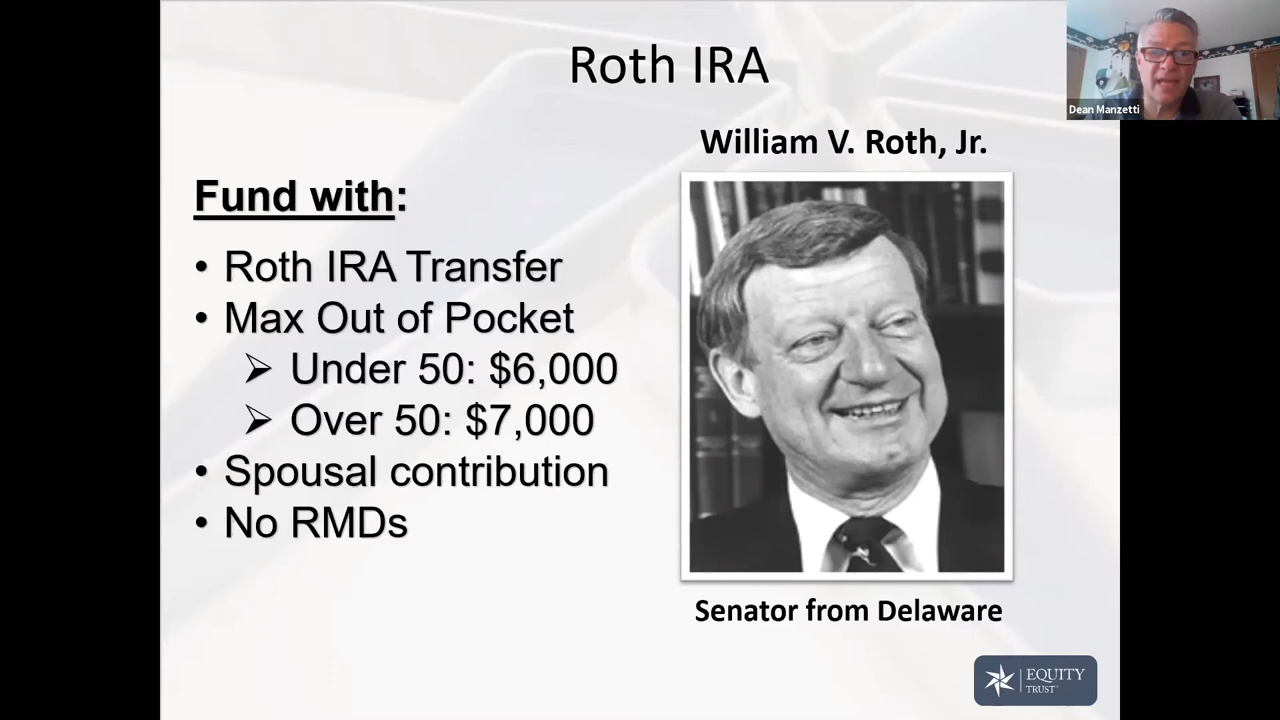 Roth IRA
Dean Manzetti
William V. Roth, Jr.
Fund with:
• Roth IRA Transfer
• Max Out of Pocket
➢ Under 50: $6,000
➢ Over 50: $7,000
• Spousal contribution
• No RMDs
Senator from Delaware
EQUITY
TRUST